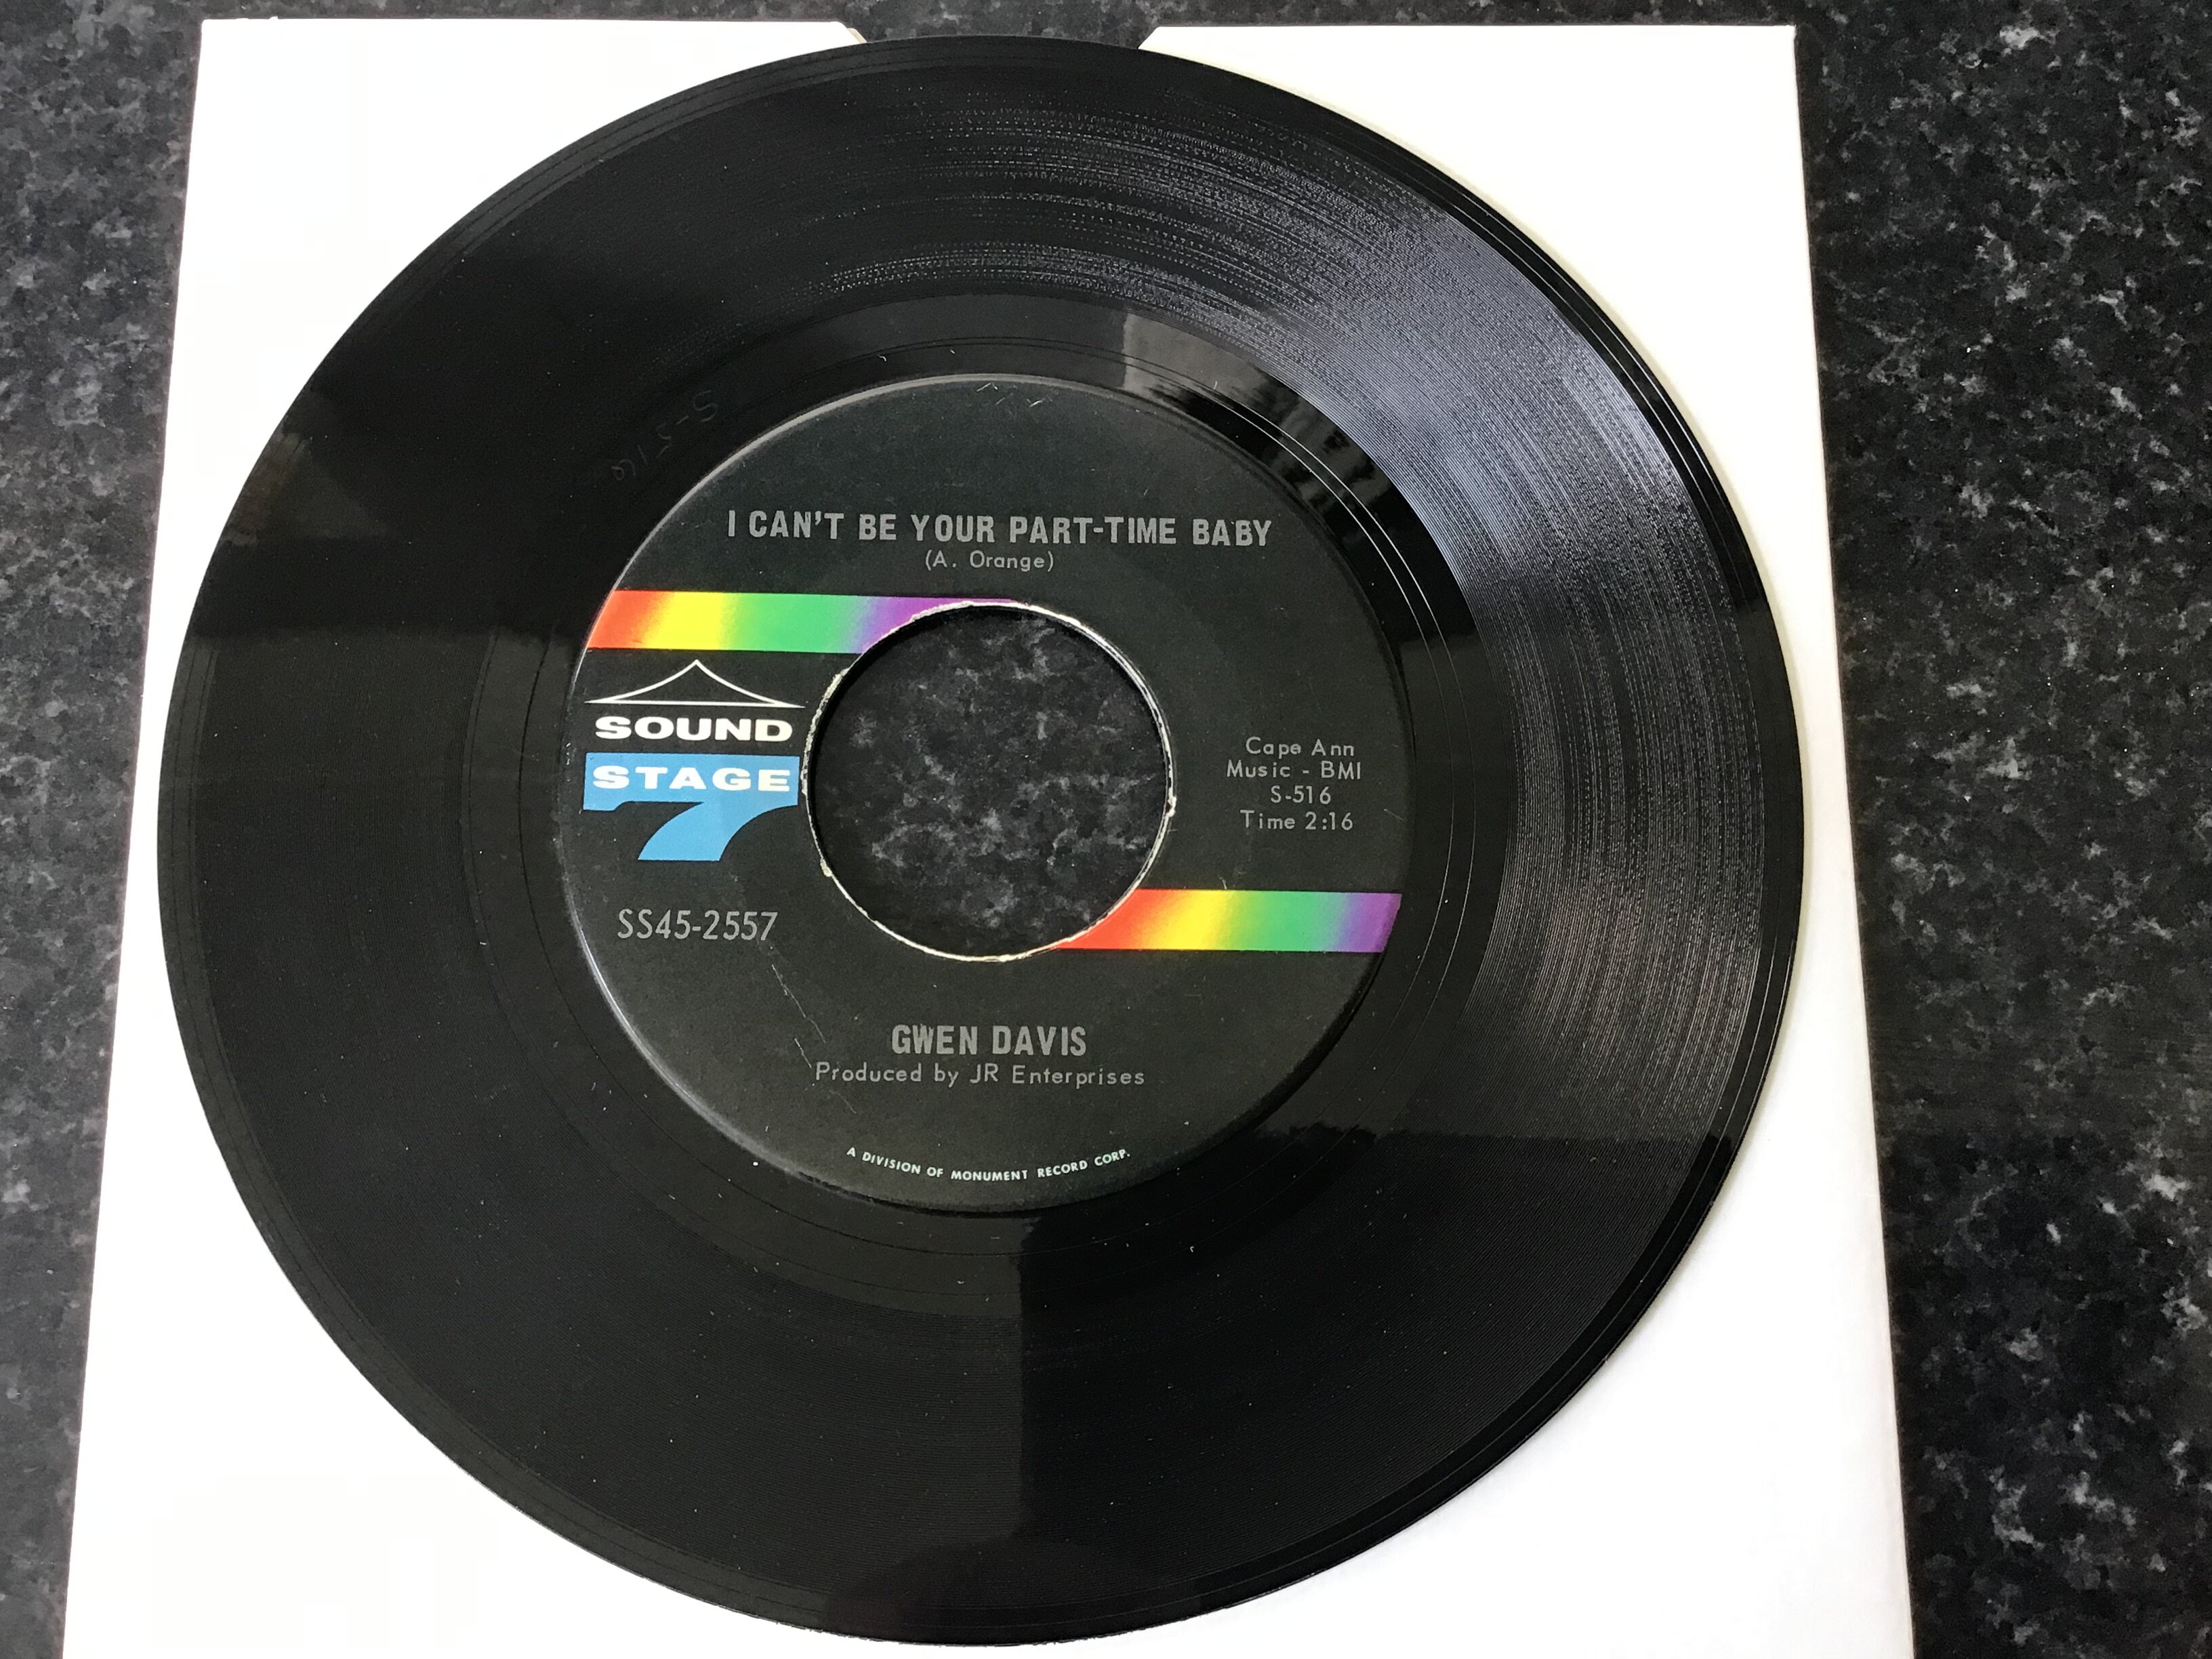 S-516
I CAN'T BE YOUR PART-TIME BABY
(A. Orange)
SOUND
STAGE
7
SS45-2557
Cape Ann
Music - BMI
S-516
Time 2:16
GWEN DAVIS
Produced by JR Enterprises
A DIVISION OF MONUMENT RECORD CORP.